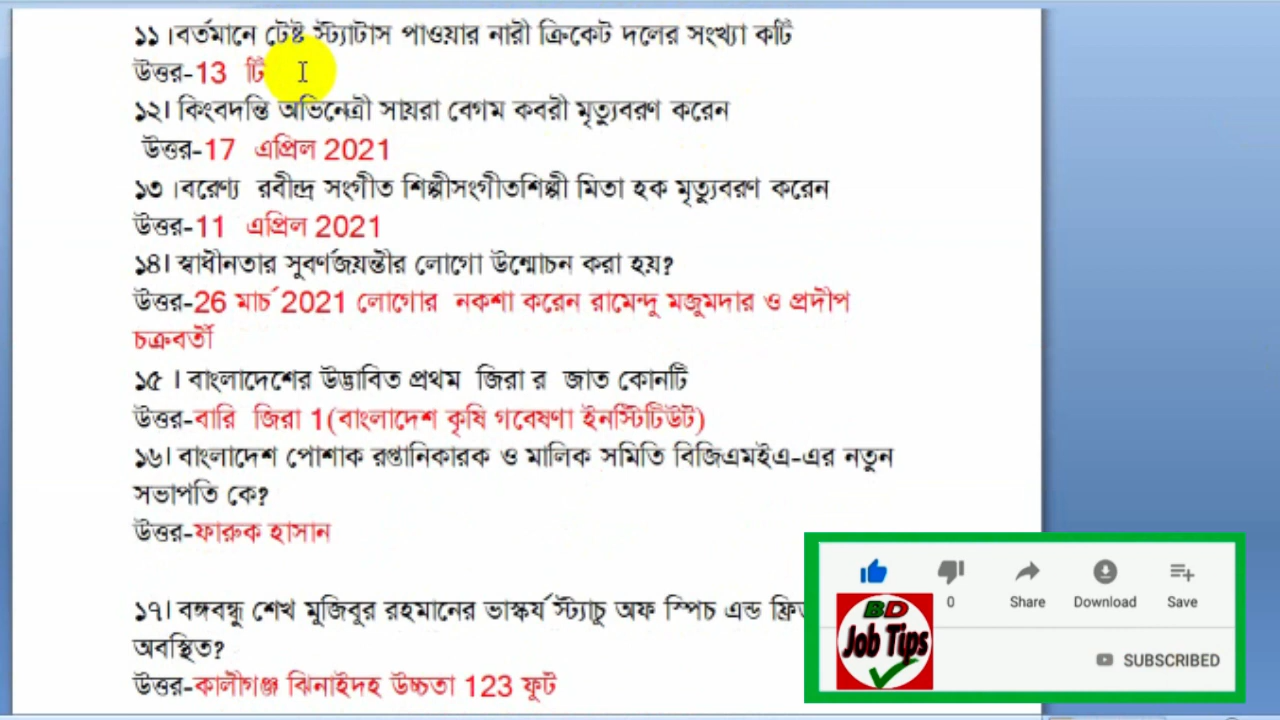 ১১।বর্তমানে টেষ্ট স্ট্যাটাস পাওয়ার নারী ক্রিকেট দলের সংখ্যা কটি
উত্তর-13 টি
১২। কিংবদন্তি অভিনেত্রী সায়রা বেগম কবরী মৃত্যুবরণ করেন
উত্তর-17 এপ্রিল 2021
১৩।বরেণ্য রবীন্দ্র সংগীত শিল্পীসংগীতশিল্পী মিতা হক মৃত্যুবরণ করেন
উত্তর-11 এপ্রিল 2021
১৪। স্বাধীনতার সুবর্ণজয়ন্তীর লোগো উন্মোচন করা হয়?
উত্তর-26 মার্চ 2021 লোগোর নকশা করেন রামেন্দু মজুমদার ও প্রদীপ
চক্রবর্তী
১৫ । বাংলাদেশের উদ্ভাবিত প্রথম জিরা র জাত কোনটি
উত্তর-বারি জিরা 1(বাংলাদেশ কৃষি গবেষণা ইনস্টিটিউট)
১৬। বাংলাদেশ পোশাক রপ্তানিকারক ও মালিক সমিতি বিজিএমইএ-এর নতুন
সভাপতি কে?
উত্তর-ফারুক হাসান
১৭। বঙ্গবন্ধু শেখ মুজিবুর রহমানের ভাস্কর্য স্ট্যাচু অফ স্পিচ এন্ড
অবস্থিত?
উত্তর-কালীগঞ্জ ঝিনাইদহ উচ্চতা 123 ফূট
0 Share Download Save
BD
Job Tips
SUBSCRIBED